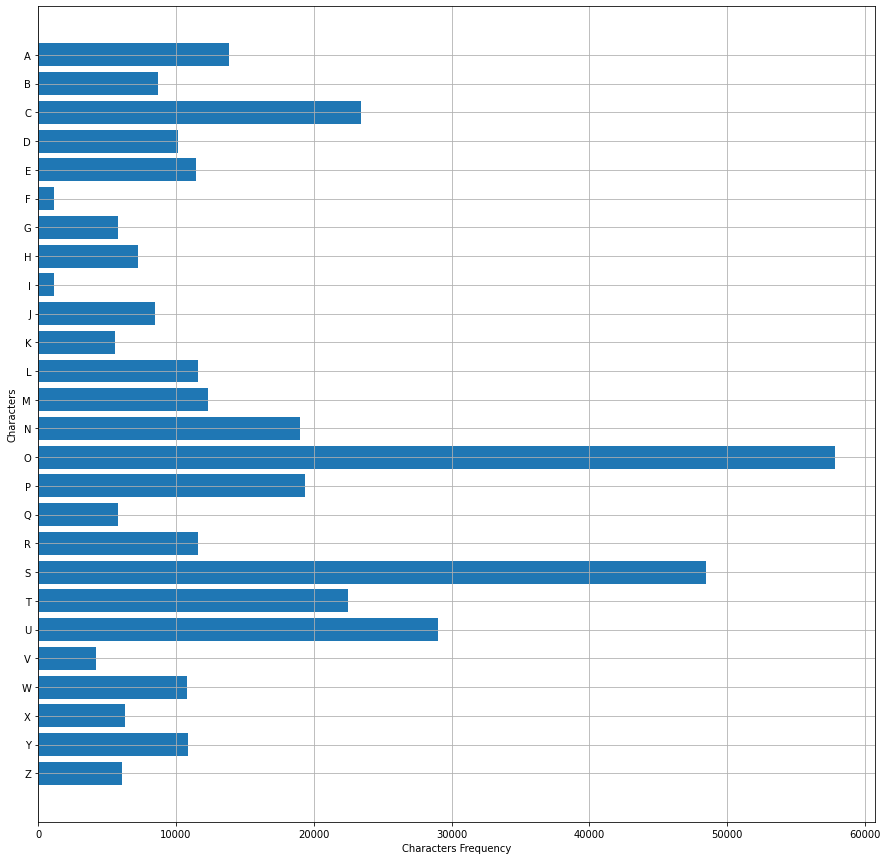 A
B
C
D
E
F
G
H
I
J
K
L
M
N
O
P
Q
R
S
T
U
V
W
X
Y
Z
Characters
0 10000 20000 30000 40000 50000 60000
Characters Frequency